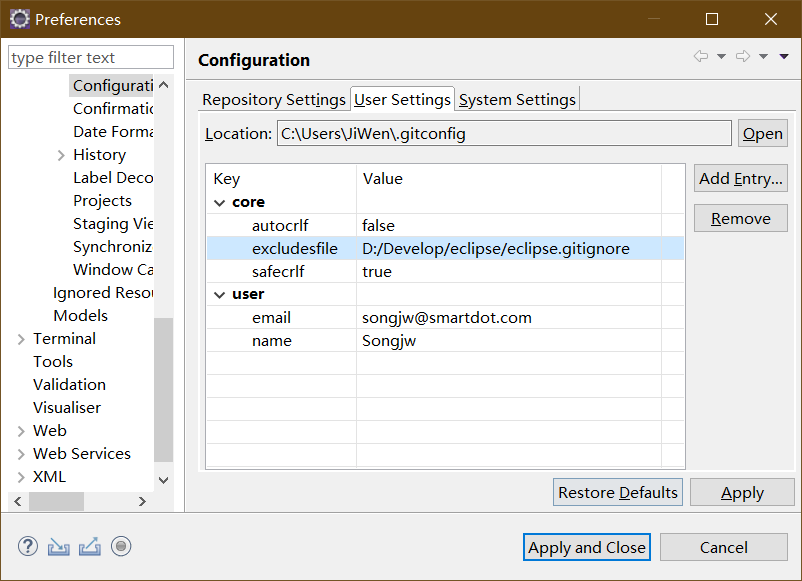 Preferences
type filter text
Configurati
Confirmatic
Date Forma
History
Label Deco
Projects
Staging Vie
Synchroniz
Window Ca
Ignored Resou
Models
Terminal
Tools
Validation
Visualiser
Web
Web Services
XML
Configuration
Repository Settings User Settings System Settings
Location: C:\Users\JiWen\.gitconfig Open
Key Value
Add Entry...
Remove
core
autocrlf false
excludesfile D:/Develop/eclipse/eclipse.gitignore
safecrlf true
user
email songjw@smartdot.com
name Songjw
Restore Defaults Apply
? Apply and Close Cancel